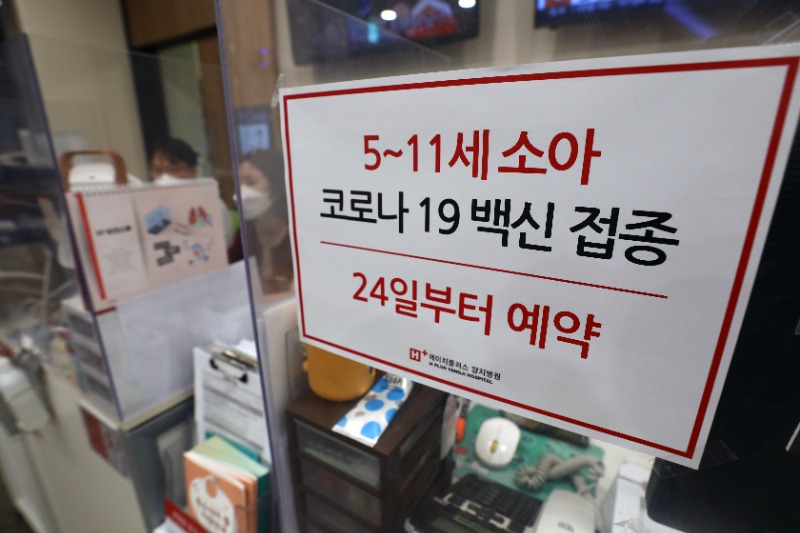 5~11세 소아
코로나 19 백신 접종
24일부터 예약
H+ 에이치플러스 양지병원
H PLUS YANGJI HOSPITAL